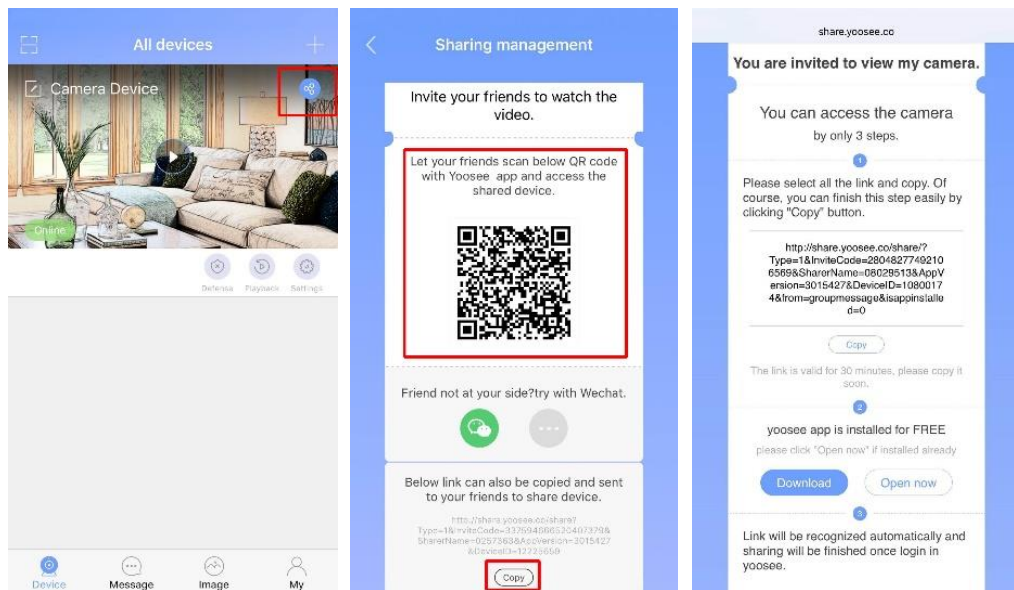 All devices
Camera Device
Online
Defense Playback Settings
Device Message Image My
Sharing management
Invite your friends to watch the
video.
Let your friends scan below QR code
with Yoosee app and access the
shared device.
Friend not at your side?try with Wechat.
Below link can also be copied and sent
to your friends to share device.
http://share.yoosee.co/share?
Copy
share.yoosee.co
You are invited to view my camera.
You can access the camera
by only 3 steps.
1
Please select all the link and copy. Of
course, you can finish this step easily by
clicking "Copy" button.
http://share.yoosee.co/share/?
Type=1&InviteCode=2804827749210
6569&SharerName=08029513&AppV
ersion=3015427&DeviceID=1080017
4&from=groupmessage&isappinstalle
d=0
Copy
The link is valid for 30 minutes, please copy it
soon.
2
yoosee app is installed for FREE
please click "Open now" if installed already
Download Open now
3
Link will be recognized automatically and
sharing will be finished once login in
yoosee.